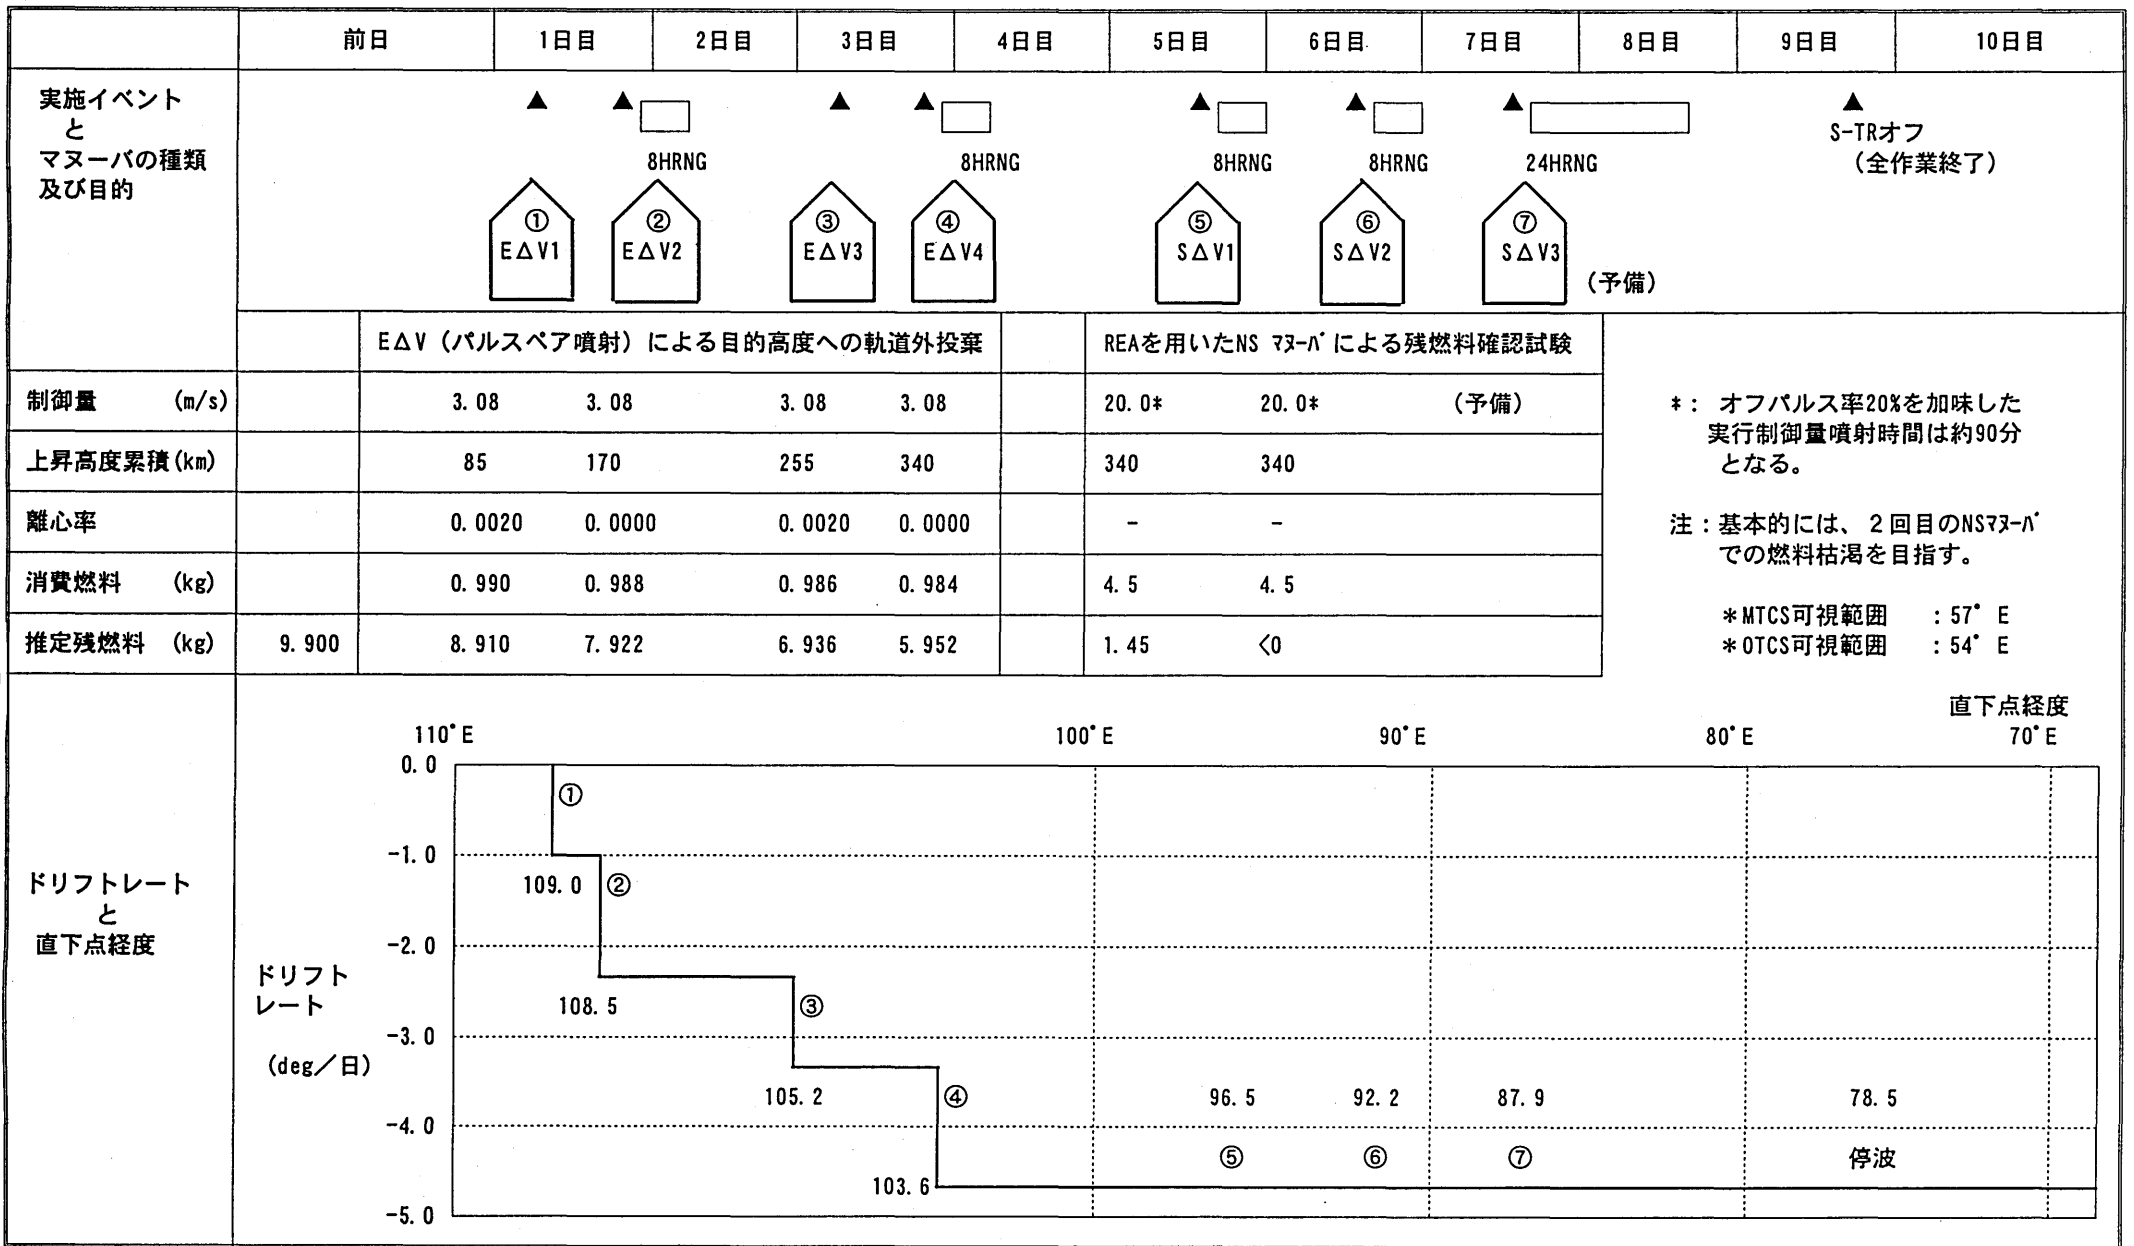 前日 1日目 2日目 3日目 4日目 5日目 6日目 7日目 8日目 9日目 10日目
実施イベント
と
マヌーバの種類
及び目的
▲ ▲ ▲ ▲ ▲ ▲ ▲ ▲
S-TRオフ
(全作業終了)
8HRNG 8HRNG 8HRNG 8HRNG 24HRNG
① ② ③ ④ ⑤ ⑥ ⑦
EΔV1 EΔV2 EΔV3 EΔV4 SΔV1 SΔV2 SΔV3
(予備)
EΔV(パルスペア噴射)による目的高度への軌道外投棄 REAを用いたNS ﾏﾇｰﾊﾞによる残燃料確認試験
制御量 (m/s) 3.08 3.08 3.08 3.08 20.0* 20.0* (予備)
上昇高度累積(km) 85 170 255 340 340 340
離心率 0.0020 0.0000 0.0020 0.0000 - -
消費燃料 (kg) 0.990 0.988 0.986 0.984 4.5 4.5
推定残燃料 (kg) 9.900 8.910 7.922 6.936 5.952 1.45 <0
*: オフパルス率20%を加味した
実行制御量噴射時間は約90分
となる。
注:基本的には、2回目のNSﾏﾇｰﾊﾞ
での燃料枯渇を目指す。
*MTCS可視範囲 :57°E
*OTCS可視範囲 :54°E
直下点経度
110°E 100°E 90°E 80°E 70°E
ドリフトレート
と
直下点経度
ドリフト
レート
(deg/日)
0.0
①
-1.0
109.0 ②
-2.0
108.5 ③
-3.0
105.2 ④ 96.5 92.2 87.9 78.5
-4.0
⑤ ⑥ ⑦ 停波
103.6
-5.0